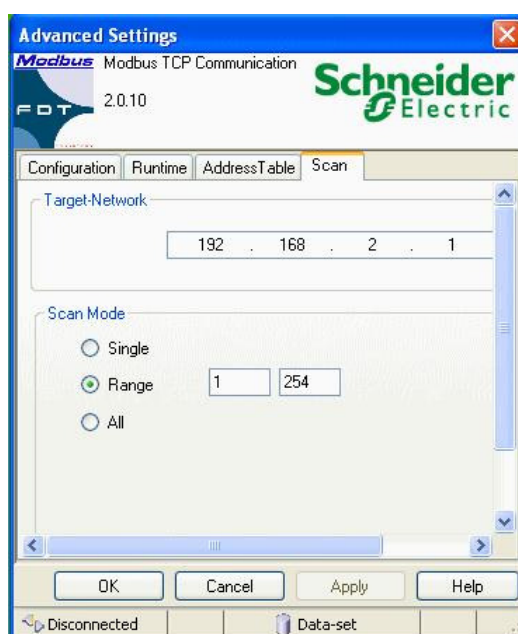 Advanced Settings
Modbus Modbus TCP Communication
Schneider
Electric
FDT 2.0.10
Configuration Runtime AddressTable Scan
Target-Network
192 . 168 . 2 . 1
Scan Mode
Single
Range 1 254
All
OK Cancel Apply Help
Disconnected Data-set